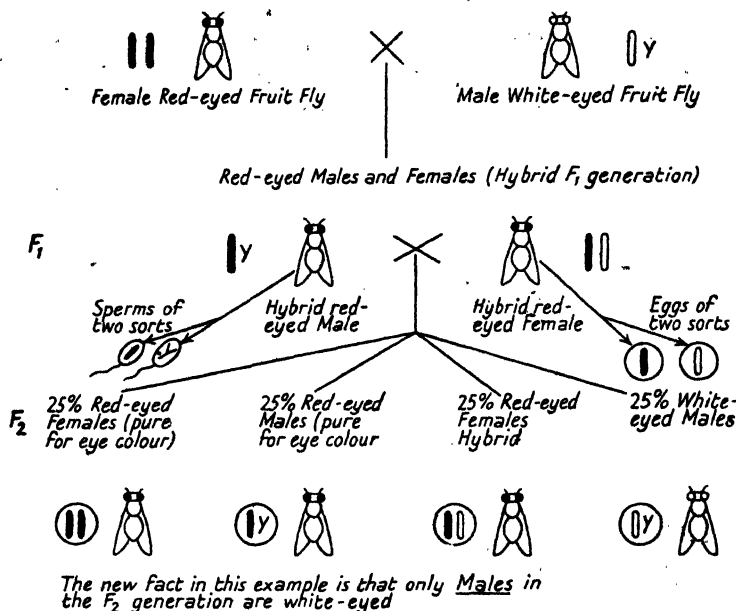 Y
Female Red-eyed Fruit Fly
Male White-eyed Fruit Fly
Red-eyed Males and Females (Hybrid F1 generation)
F1
Y
Sperms of
two sorts
Hybrid red-
eyed Male
Hybrid red-
eyed Female
Eggs of
two sorts
F2
25% Red-eyed
Females (pure
for eye colour)
25% Red-eyed
Males (pure
for eye colour
25% Red-eyed
Females
Hybrid
25% White-
eyed Males
Y
Y
The new fact in this example is that only Males in
the F2 generation are white-eyed